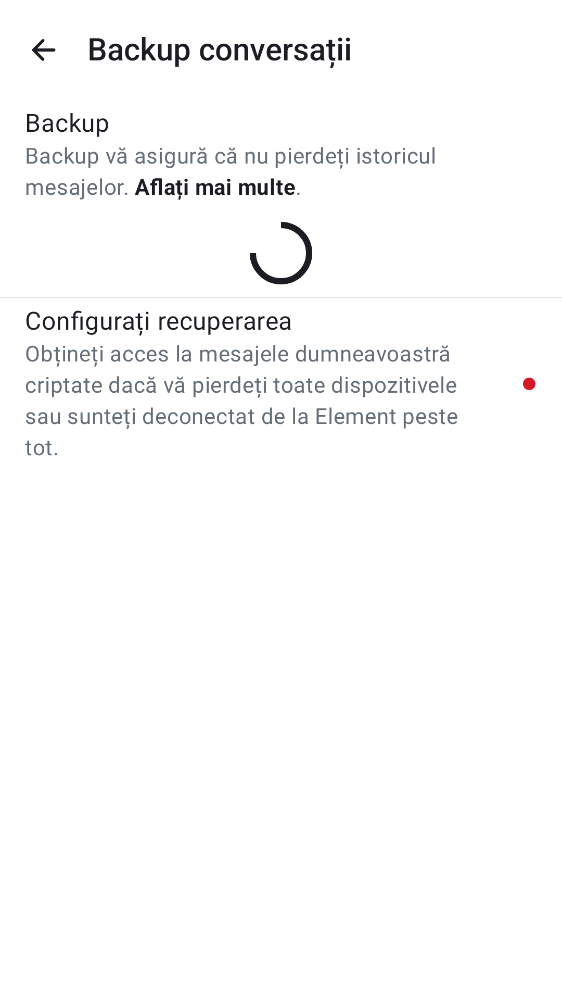 Backup conversații
Backup
Backup vă asigură că nu pierdeți istoricul
mesajelor. Aflați mai multe.
Configurați recuperarea
Obțineți acces la mesajele dumneavoastră
criptate dacă vă pierdeți toate dispozitivele
sau sunteți deconectat de la Element peste
tot.